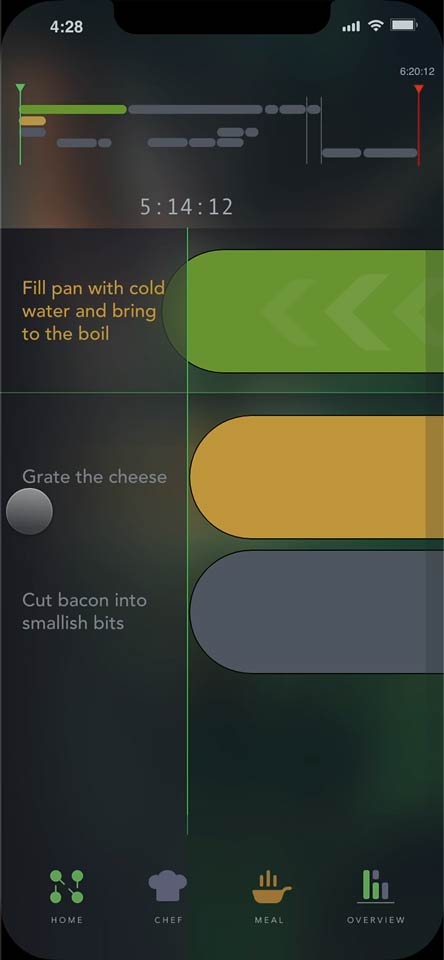 4:28
6:20:12
5:14:12
Fill pan with cold
water and bring
to the boil
Grate the cheese
Cut bacon into
smallish bits
HOME CHEF MEAL OVERVIEW